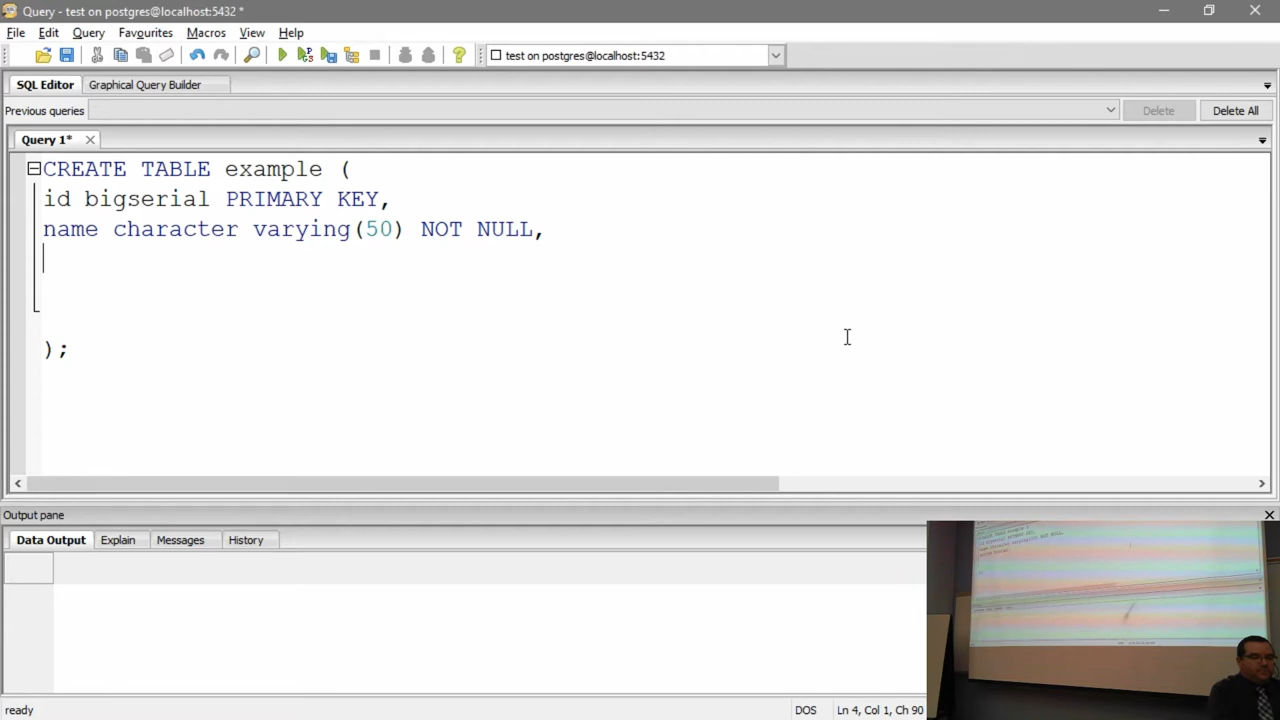 Query - test on postgres@localhost:5432 *
File Edit Query Favourites Macros View Help
test on postgres@localhost:5432
SQL Editor Graphical Query Builder
Previous queries Delete Delete All
Query 1*
CREATE TABLE example (
id bigserial PRIMARY KEY,
name character varying(50) NOT NULL,
);
Output pane
Data Output Explain Messages History
ready DOS Ln 4, Col 1, Ch 90